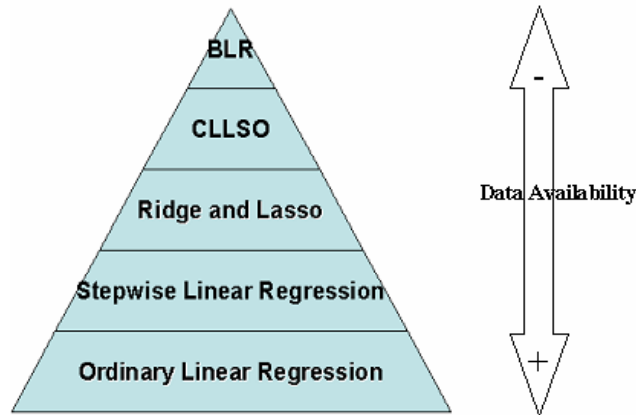 BLR
CLLSO
Ridge and Lasso
Stepwise Linear Regression
Ordinary Linear Regression
-
Data Availability
+